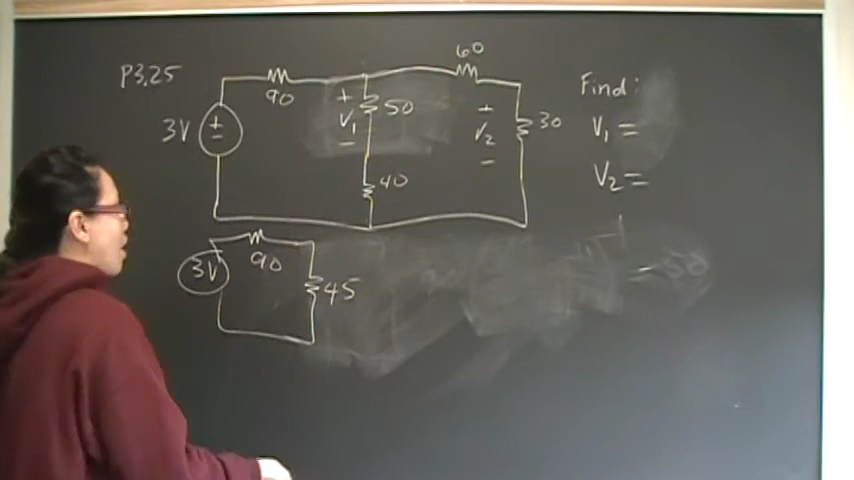 P3.25
60
Find:
90
+
50
+
30
3V
+
-
V1
V2
V1 =
-
-
40
V2 =
3V
90
45